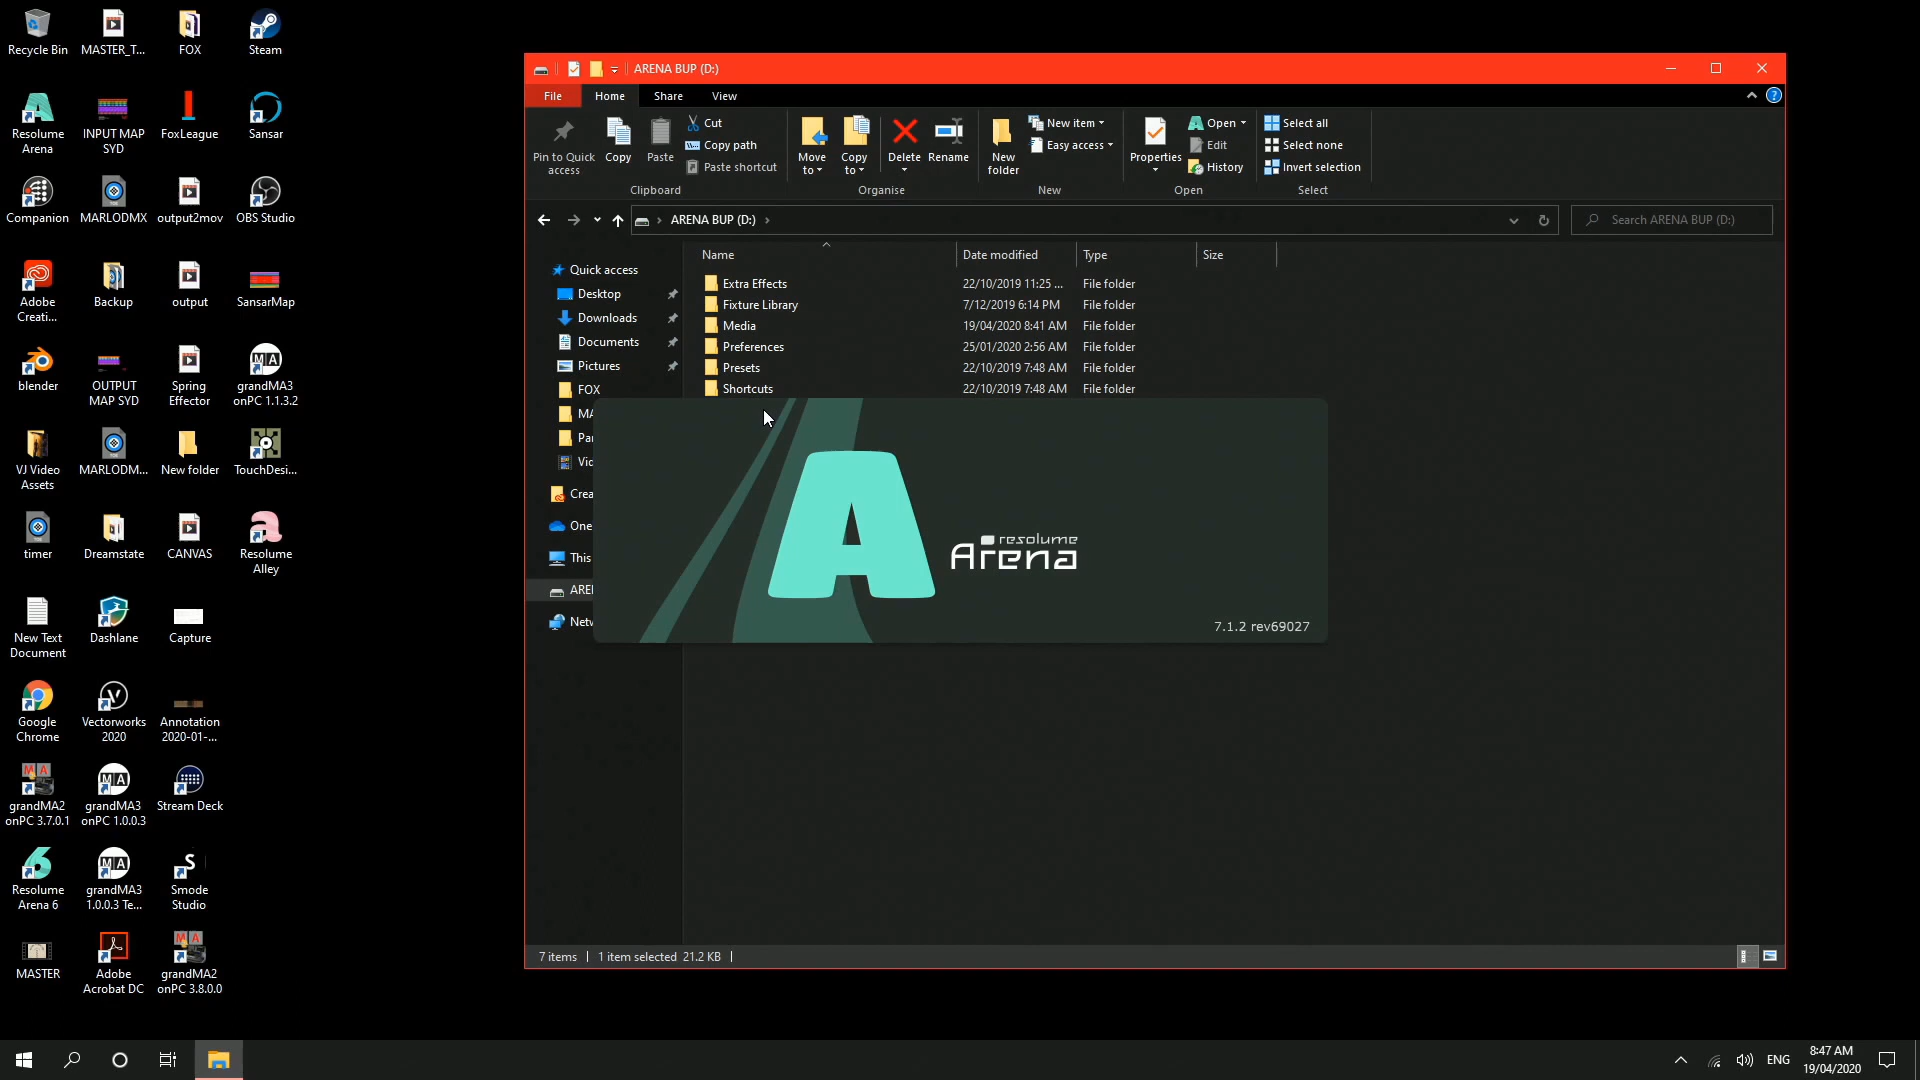 Recycle Bin
MASTER_T...
FOX
Steam
Resolume
Arena
INPUT MAP
SYD
FoxLeague
Sansar
Companion
MARLODMX
output2mov
OBS Studio
Adobe
Creati...
Backup
output
SansarMap
blender
OUTPUT
MAP SYD
Spring
Effector
grandMA3
onPC 1.1.3.2
VJ Video
Assets
MARLODM...
New folder
TouchDesi...
timer
Dreamstate
CANVAS
Resolume
Alley
New Text
Document
Dashlane
Capture
Google
Chrome
Vectorworks
2020
Annotation
2020-01-...
grandMA2
onPC 3.7.0.1
grandMA3
onPC 1.0.0.3
Stream Deck
Resolume
Arena 6
grandMA3
1.0.0.3 Te...
Smode
Studio
MASTER
Adobe
Acrobat DC
grandMA2
onPC 3.8.0.0
ARENA BUP (D:)
File Home Share View
Pin to Quick
access
Copy
Paste
Cut
Copy path
Paste shortcut
Clipboard
Move
to
Copy
to
Delete
Rename
Organise
New
folder
New item
Easy access
New
Properties
Open
Edit
History
Open
Select all
Select none
Invert selection
Select
ARENA BUP (D:)
Search ARENA BUP (D:)
Name Date modified Type Size
Quick access
Desktop
Downloads
Documents
Pictures
FOX
MA
Par
Vid
Crea
One
This
AREI
Netw
Extra Effects 22/10/2019 11:25 ... File folder
Fixture Library 7/12/2019 6:14 PM File folder
Media 19/04/2020 8:41 AM File folder
Preferences 25/01/2020 2:56 AM File folder
Presets 22/10/2019 7:48 AM File folder
Shortcuts 22/10/2019 7:48 AM File folder
A
resolume
Arena
7.1.2 rev69027
7 items 1 item selected 21.2 KB
ENG
8:47 AM
19/04/2020